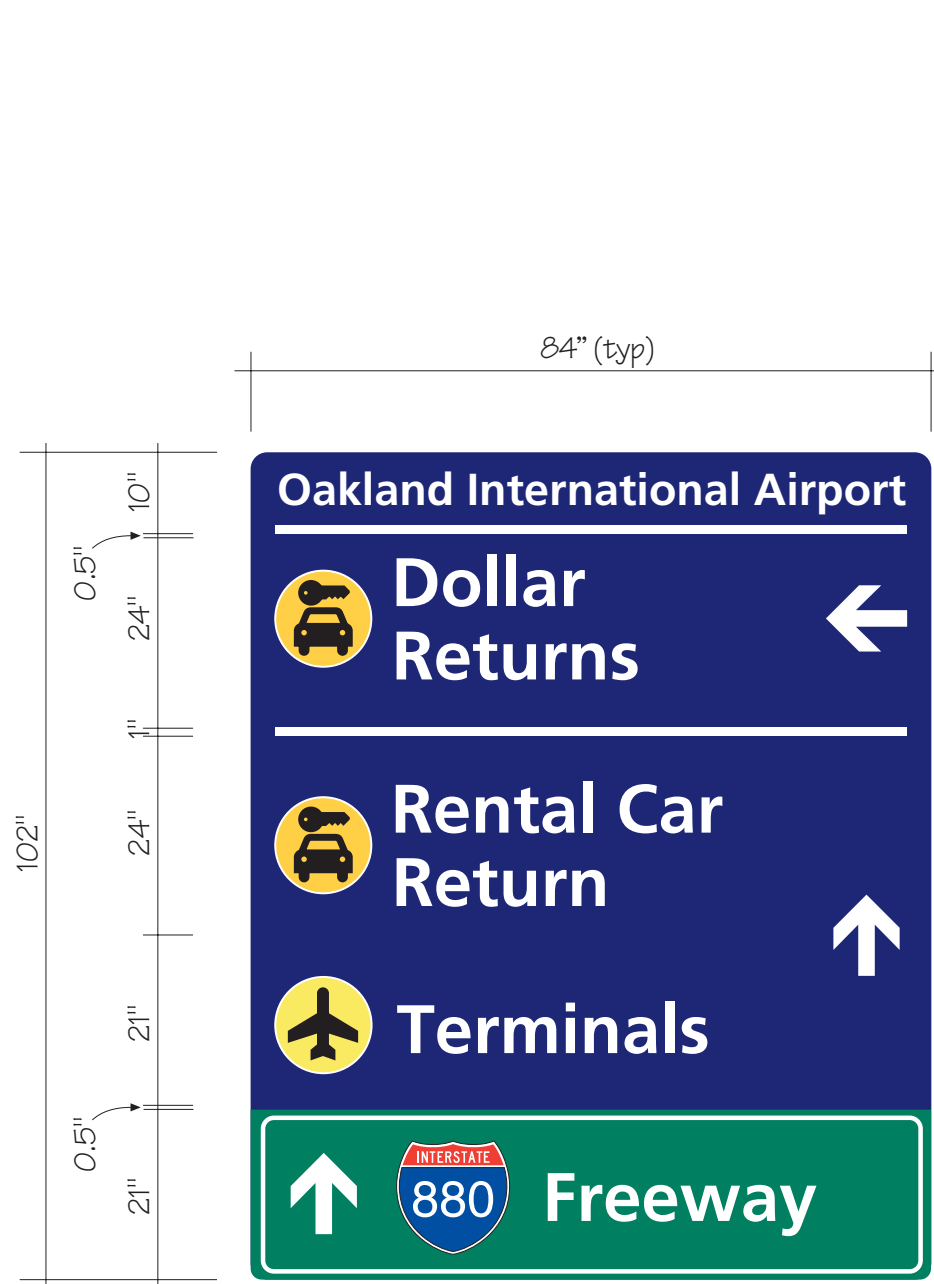 84” (typ)
10"
0.5"
24"
1"
24"
102"
21"
0.5"
21"
Oakland International Airport
Dollar
Returns
Rental Car
Return
Terminals
INTERSTATE
880
Freeway